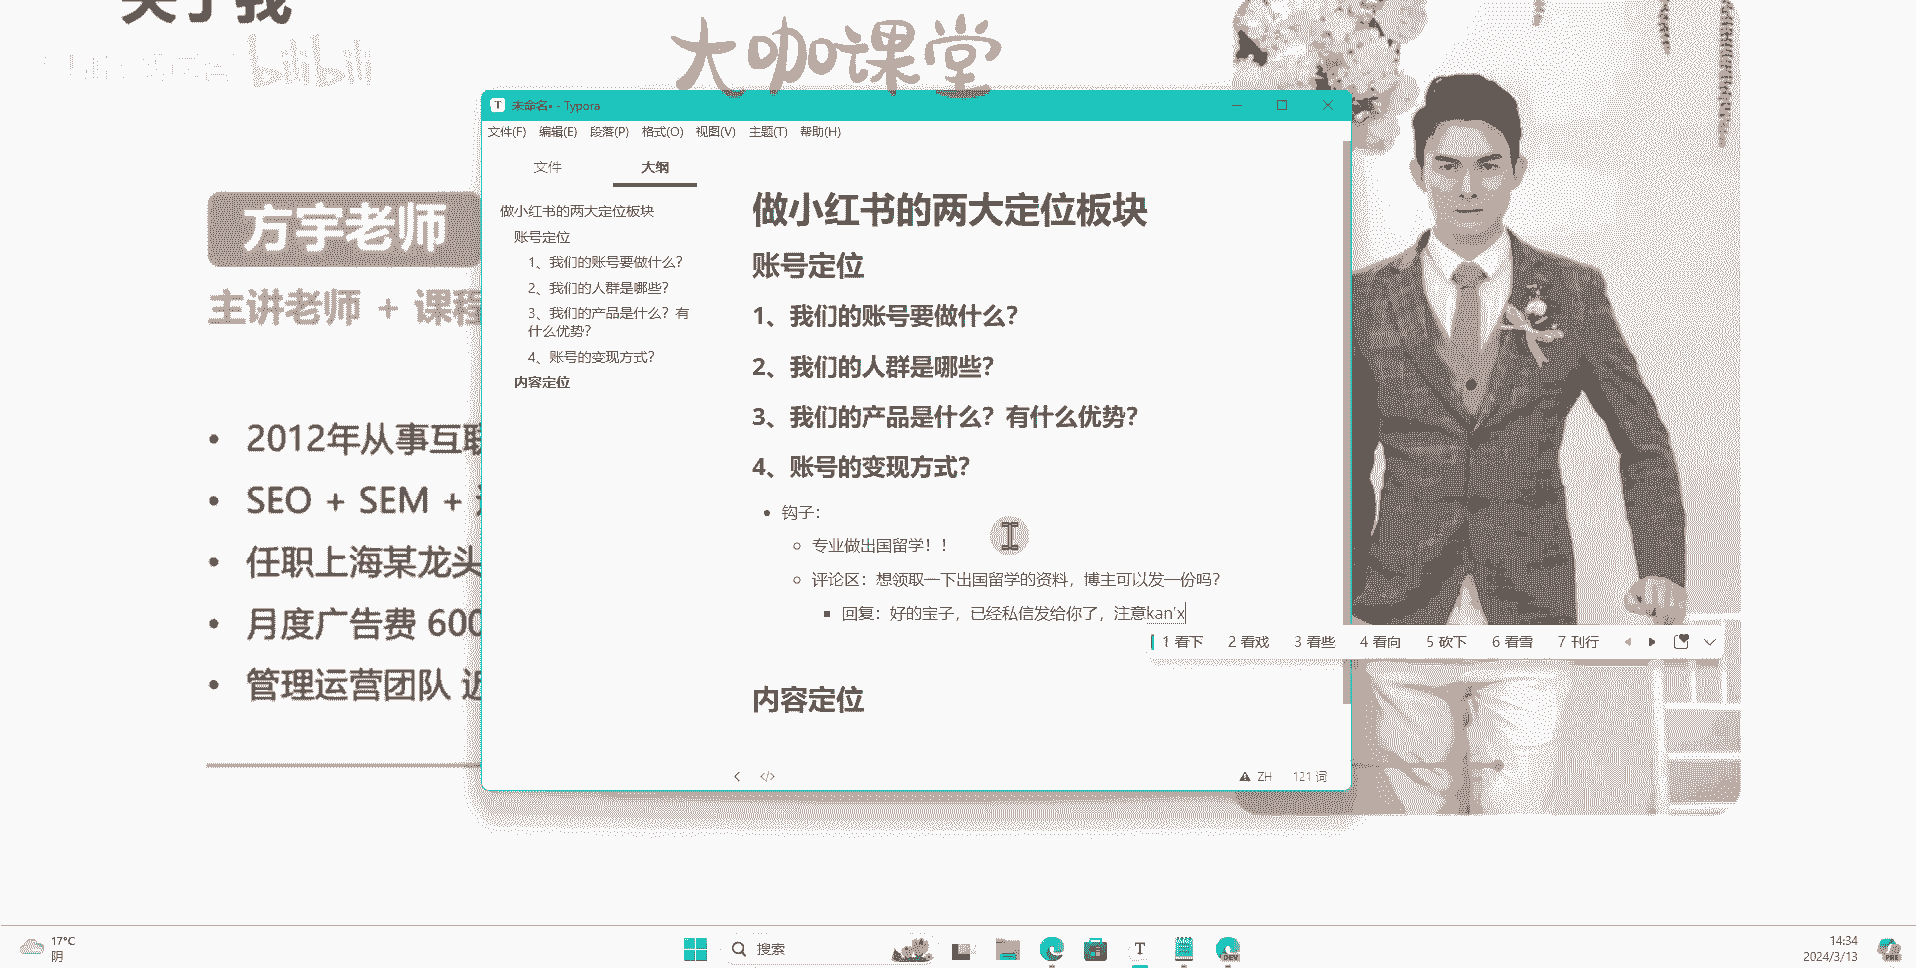 关于我
bilibili
大咖课堂
方宇老师
主讲老师 + 课程
2012年从事互联
SEO + SEM +
任职上海某龙头
月度广告费 600
管理运营团队 近
未命名• - Typora
文件(F) 编辑(E) 段落(P) 格式(O) 视图(V) 主题(T) 帮助(H)
文件 大纲
做小红书的两大定位板块
账号定位
1、我们的账号要做什么？
2、我们的人群是哪些？
3、我们的产品是什么？有
什么优势？
4、账号的变现方式？
内容定位
做小红书的两大定位板块
账号定位
1、我们的账号要做什么？
2、我们的人群是哪些？
3、我们的产品是什么？有什么优势？
4、账号的变现方式？
钩子：
专业做出国留学！！
评论区：想领取一下出国留学的资料，博主可以发一份吗？
回复：好的宝子，已经私信发给你了，注意kan'x
1 看下 2 看戏 3 看些 4 看向 5 砍下 6 看雪 7 刊行
内容定位
ZH 121 词
17°C
阴
搜索
T
DEV
14:34
2024/3/13
PRE